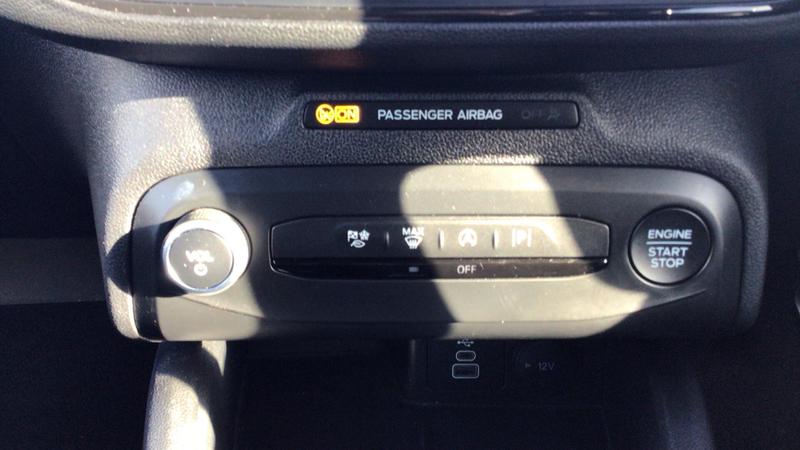 ON PASSENGER AIRBAG OFF
VOL
MAX
A
P
OFF
ENGINE
START
STOP
12V